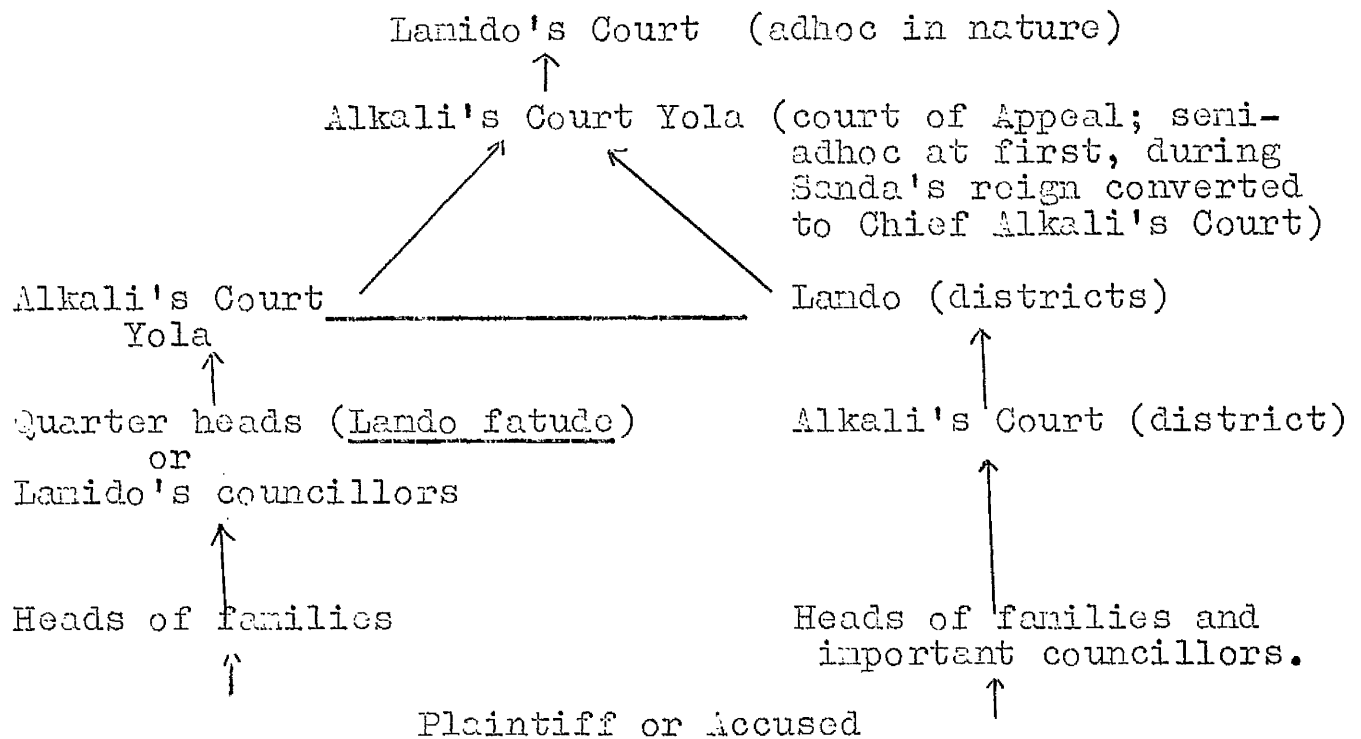 Lamido's Court (adhoc in nature)
Alkali's Court Yola (court of Appeal; semi-
adhoc at first, during
Sanda's reign converted
to Chief Alkali's Court)
Alkali's Court
Yola
Lamdo (districts)
Quarter heads (Lamdo fatude)
or
Lamido's councillors
Alkali's Court (district)
Heads of families
Heads of families and
important councillors.
Plaintiff or Accused